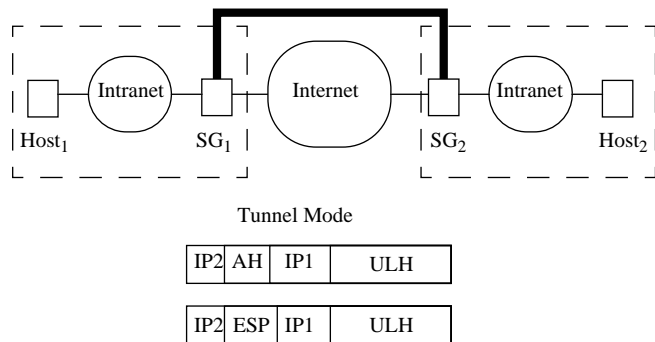 Intranet Internet Intranet
Host1 SG1 SG2 Host2
Tunnel Mode
IP2 AH IP1 ULH
IP2 ESP IP1 ULH